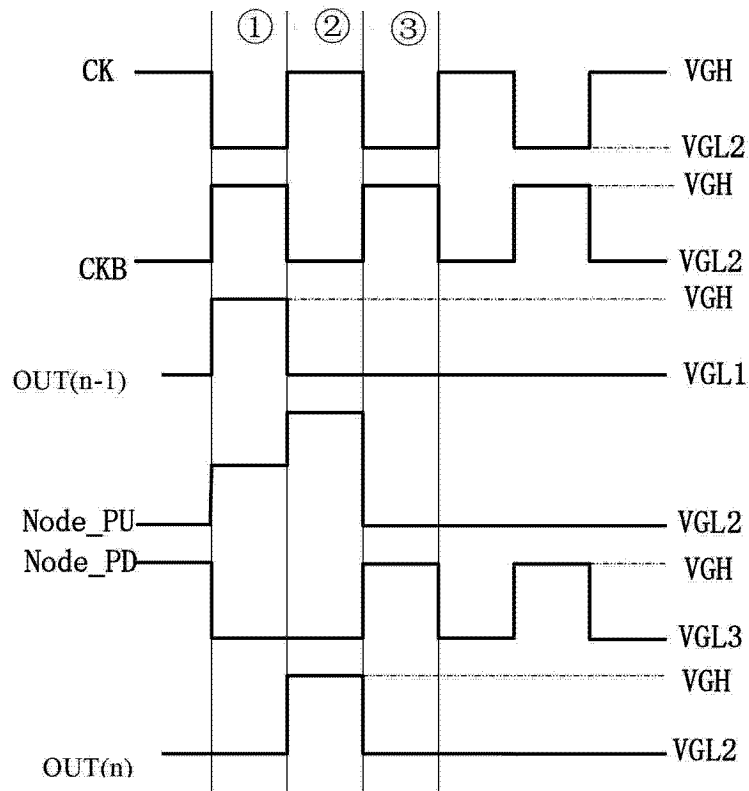 ① ② ③
CK VGH
VGL2
VGH
CKB VGL2
VGH
OUT(n-1) VGL1
Node_PU VGL2
Node_PD VGH
VGL3
VGH
OUT(n) VGL2